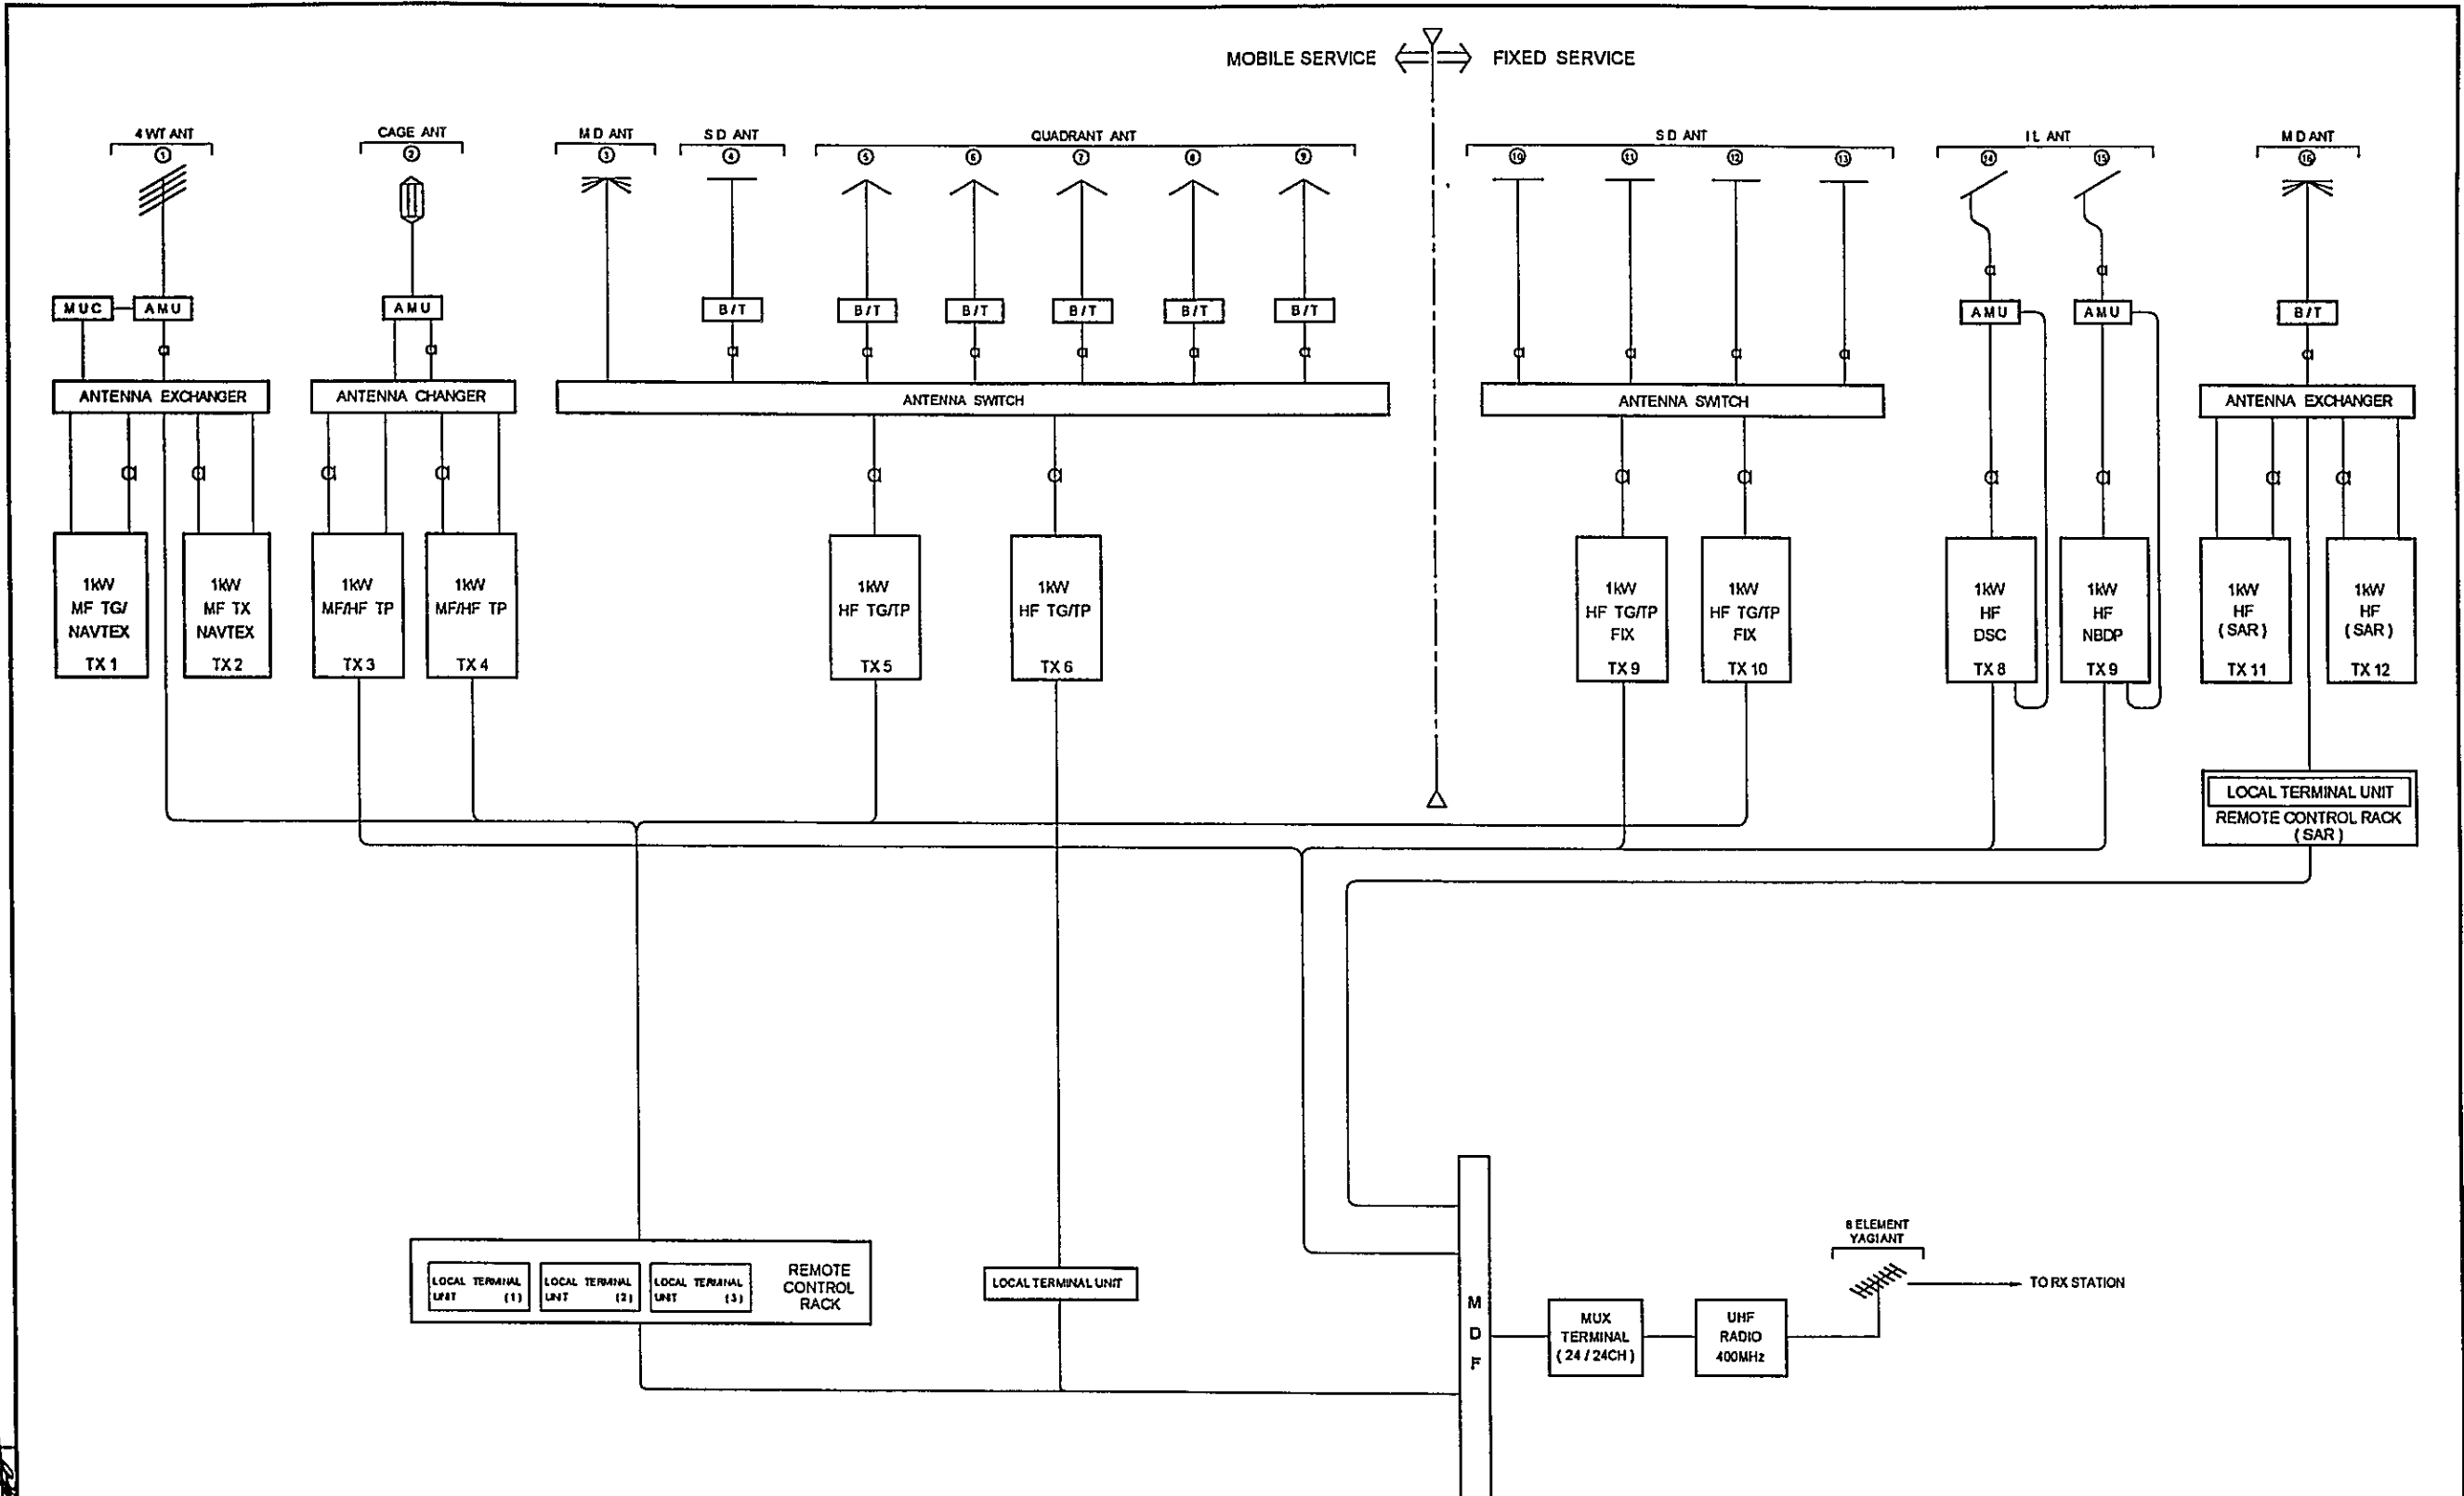 MOBILE SERVICE
FIXED SERVICE
4 WT ANT
CAGE ANT
M D ANT
S D ANT
QUADRANT ANT
S D ANT
I L ANT
M D ANT
1
2
3
4
5
6
7
8
9
10
11
12
13
14
15
16
MUC
AMU
AMU
B/T
B/T
B/T
B/T
B/T
B/T
AMU
AMU
B/T
ANTENNA EXCHANGER
ANTENNA CHANGER
ANTENNA SWITCH
ANTENNA SWITCH
ANTENNA EXCHANGER
1kW
MF TG/
NAVTEX
TX 1
1kW
MF TX
NAVTEX
TX 2
1kW
MF/HF TP
TX 3
1kW
MF/HF TP
TX 4
1kW
HF TG/TP
TX 5
1kW
HF TG/TP
TX 6
1kW
HF TG/TP
FIX
TX 9
1kW
HF TG/TP
FIX
TX 10
1kW
HF
DSC
TX 8
1kW
HF
NBDP
TX 9
1kW
HF
( SAR )
TX 11
1kW
HF
( SAR )
TX 12
LOCAL TERMINAL UNIT
REMOTE CONTROL RACK
( SAR )
LOCAL TERMINAL
UNIT (1)
LOCAL TERMINAL
UNIT (2)
LOCAL TERMINAL
UNIT (3)
REMOTE
CONTROL
RACK
LOCAL TERMINAL UNIT
M
D
F
MUX
TERMINAL
( 24 / 24CH )
UHF
RADIO
400MHz
8 ELEMENT
YAGIANT
TO RX STATION